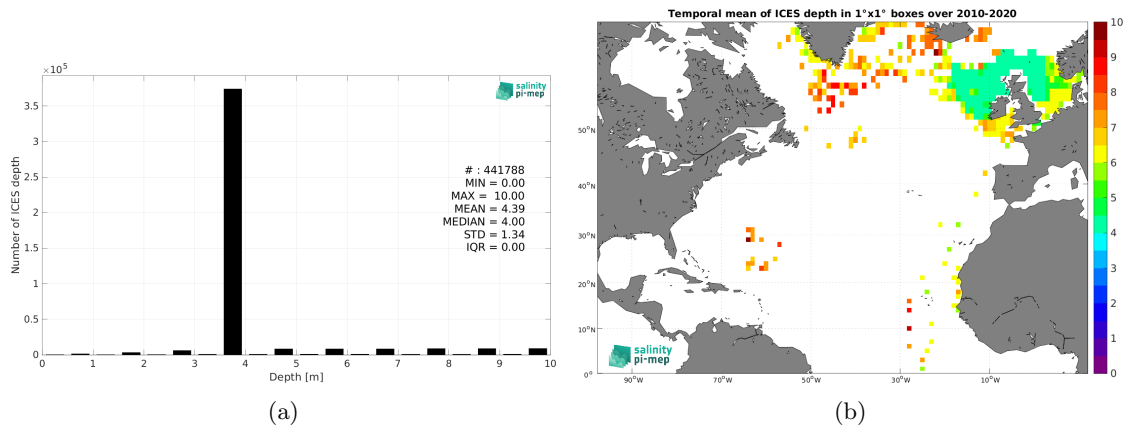 ×10⁵
3.5
3
2.5
2
1.5
1
0.5
0
0 1 2 3 4 5 6 7 8 9 10
Number of ICES depth
Depth [m]
salinity
pi-mep
# : 441788
MIN = 0.00
MAX = 10.00
MEAN = 4.39
MEDIAN = 4.00
STD = 1.34
IQR = 0.00
(a)
Temporal mean of ICES depth in 1°x1° boxes over 2010-2020
50°N
40°N
30°N
20°N
10°N
0°
90°W 70°W 50°W 30°W 10°W
salinity
pi-mep
10
9
8
7
6
5
4
3
2
1
0
(b)